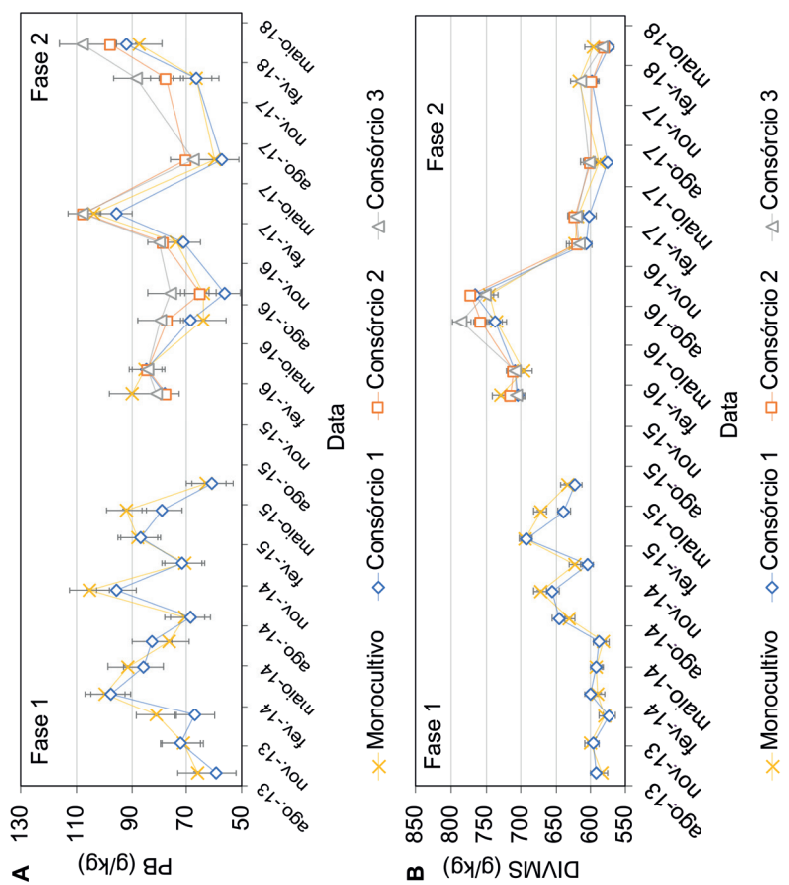 A
PB (g/kg)
130
110
90
70
50
Fase 1
Fase 2
ago.-13
nov.-13
fev.-14
maio-14
ago.-14
nov.-14
fev.-15
maio-15
ago.-15
nov.-15
fev.-16
maio-16
ago.-16
nov.-16
fev.-17
maio-17
ago.-17
nov.-17
fev.-18
maio-18
Data
Monocultivo
Consórcio 1
Consórcio 2
Consórcio 3
B
DIVMS (g/kg)
850
800
750
700
650
600
550
Fase 1
Fase 2
ago.-13
nov.-13
fev.-14
maio-14
ago.-14
nov.-14
fev.-15
maio-15
ago.-15
nov.-15
fev.-16
maio-16
ago.-16
nov.-16
fev.-17
maio-17
ago.-17
nov.-17
fev.-18
maio-18
Data
Monocultivo
Consórcio 1
Consórcio 2
Consórcio 3